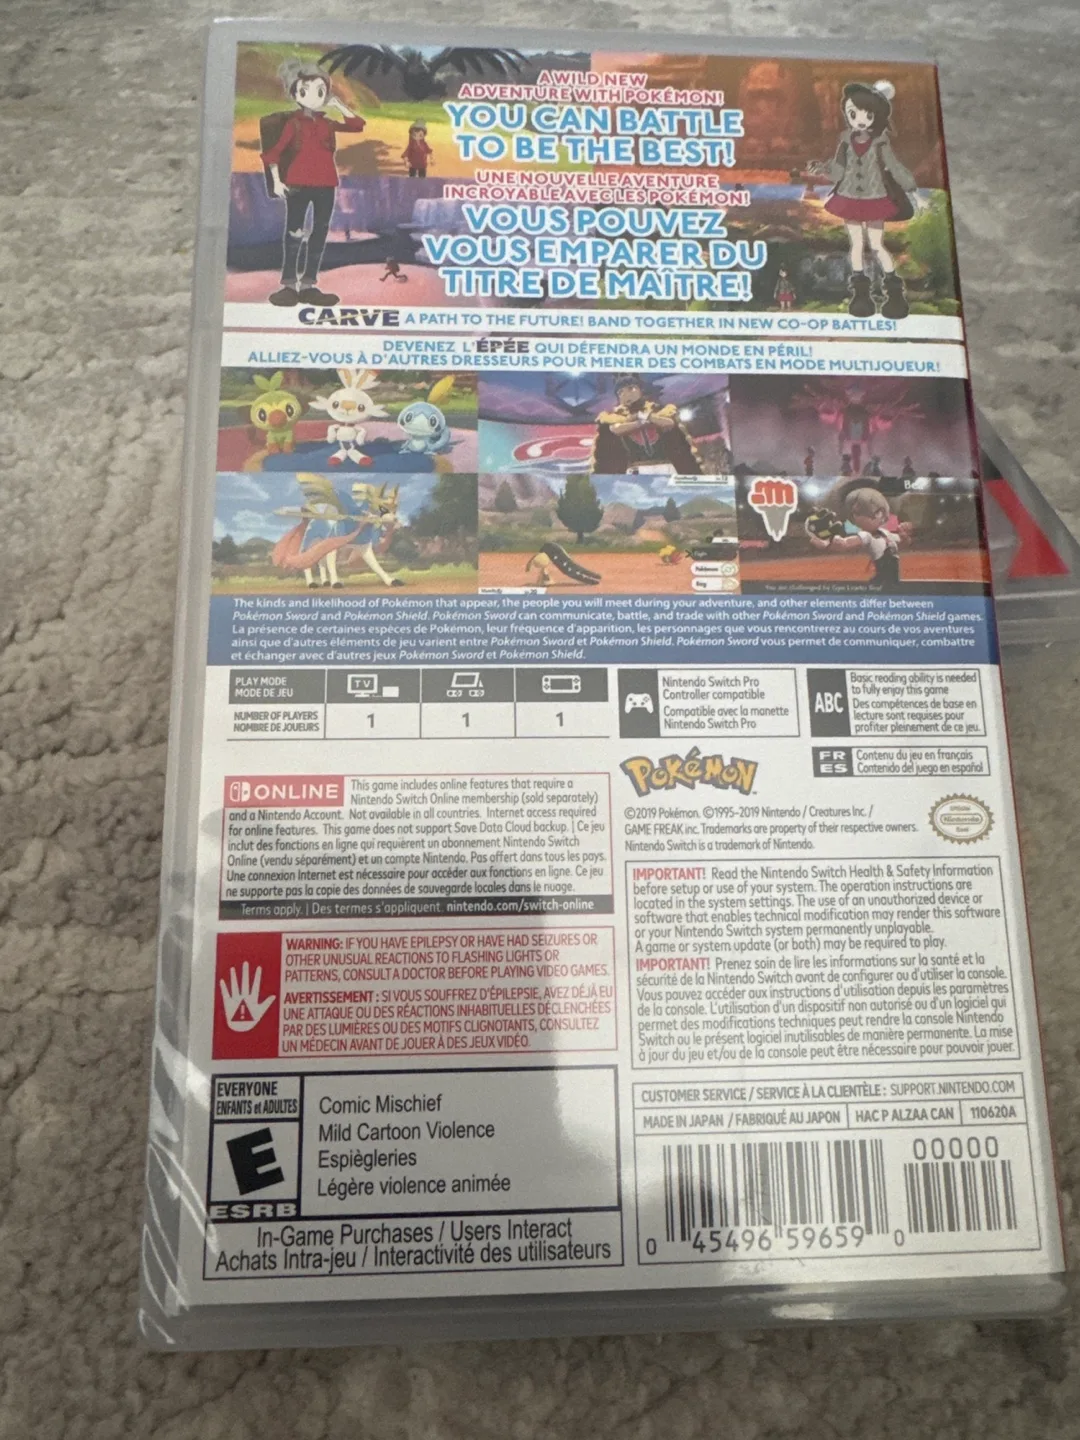 A WILD NEW
ADVENTURE WITH POKÉMON!
YOU CAN BATTLE
TO BE THE BEST!
UNE NOUVELLE AVENTURE
INCROYABLE AVEC LES POKÉMON!
VOUS POUVEZ
VOUS EMPARER DU
TITRE DE MAÎTRE!
CARVE A PATH TO THE FUTURE! BAND TOGETHER IN NEW CO-OP BATTLES!
DEVENEZ L'ÉPÉE QUI DÉFENDRA UN MONDE EN PÉRIL!
ALLIEZ-VOUS À D'AUTRES DRESSEURS POUR MENER DES COMBATS EN MODE MULTIJOUEUR!
The kinds and likelihood of Pokémon that appear, the people you will meet during your adventure, and other elements differ between
Pokémon Sword and Pokémon Shield. Pokémon Sword can communicate, battle, and trade with other Pokémon Sword and Pokémon Shield games.
La présence de certaines espèces de Pokémon, leur fréquence d'apparition, les personnages que vous rencontrerez au cours de vos aventures
ainsi que d'autres éléments de jeu varient entre Pokémon Sword et Pokémon Shield. Pokémon Sword vous permet de communiquer, combattre
et échanger avec d'autres jeux Pokémon Sword et Pokémon Shield.
PLAY MODE
MODE DE JEU
TV
NUMBER OF PLAYERS
NOMBRE DE JOUEURS
1
1
1
Nintendo Switch Pro
Controller compatible
Compatible avec la manette
Nintendo Switch Pro
ABC
Basic reading ability is needed
to fully enjoy this game
Des compétences de base en
lecture sont requises pour
profiter pleinement de ce jeu.
FR
ES
Contenu du jeu en français
Contenido del juego en español
ONLINE
This game includes online features that require a
Nintendo Switch Online membership (sold separately)
and a Nintendo Account. Not available in all countries. Internet access required
for online features. This game does not support Save Data Cloud backup. | Ce jeu
inclut des fonctions en ligne qui requièrent un abonnement Nintendo Switch
Online (vendu séparément) et un compte Nintendo. Pas offert dans tous les pays.
Une connexion Internet est nécessaire pour accéder aux fonctions en ligne. Ce jeu
ne supporte pas la copie des données de sauvegarde locales dans le nuage.
Terms apply. | Des termes s'appliquent. nintendo.com/switch-online
POKéMON
©2019 Pokémon. ©1995-2019 Nintendo / Creatures Inc. /
GAME FREAK inc. Trademarks are property of their respective owners.
Nintendo Switch is a trademark of Nintendo.
Nintendo
IMPORTANT! Read the Nintendo Switch Health & Safety Information
before setup or use of your system. The operation instructions are
located in the system settings. The use of an unauthorized device or
software that enables technical modification may render this software
or your Nintendo Switch system permanently unplayable.
A game or system update (or both) may be required to play.
IMPORTANT! Prenez soin de lire les informations sur la santé et la
sécurité de la Nintendo Switch avant de configurer ou d'utiliser la console.
Vous pouvez accéder aux instructions d'utilisation depuis les paramètres
de la console. L'utilisation d'un dispositif non autorisé ou d'un logiciel qui
permet des modifications techniques peut rendre la console Nintendo
Switch ou le présent logiciel inutilisables de manière permanente. La mise
à jour du jeu et/ou de la console peut être nécessaire pour pouvoir jouer.
WARNING: IF YOU HAVE EPILEPSY OR HAVE HAD SEIZURES OR
OTHER UNUSUAL REACTIONS TO FLASHING LIGHTS OR
PATTERNS, CONSULT A DOCTOR BEFORE PLAYING VIDEO GAMES.
AVERTISSEMENT : SI VOUS SOUFFREZ D'ÉPILEPSIE, AVEZ DÉJÀ EU
UNE ATTAQUE OU DES RÉACTIONS INHABITUELLES DÉCLENCHÉES
PAR DES LUMIÈRES OU DES MOTIFS CLIGNOTANTS, CONSULTEZ
UN MÉDECIN AVANT DE JOUER À DES JEUX VIDÉO.
EVERYONE
ENFANTS et ADULTES
E
ESRB
Comic Mischief
Mild Cartoon Violence
Espiègleries
Légère violence animée
In-Game Purchases / Users Interact
Achats Intra-jeu / Interactivité des utilisateurs
CUSTOMER SERVICE / SERVICE À LA CLIENTÈLE : SUPPORT.NINTENDO.COM
MADE IN JAPAN / FABRIQUÉ AU JAPON
HAC P ALZAA CAN
110620A
00000
0 45496 59659 0